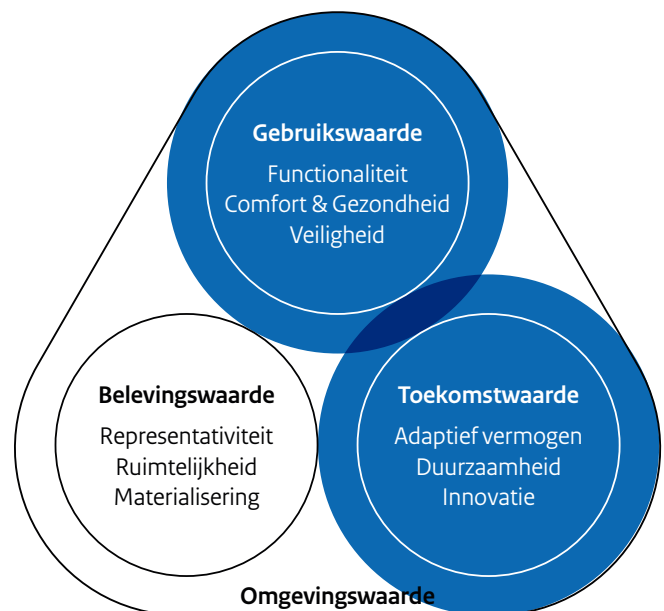 Gebruikswaarde
Functionaliteit
Comfort & Gezondheid
Veiligheid
Belevingswaarde
Representativiteit
Ruimtelijkheid
Materialisering
Toekomstwaarde
Adaptief vermogen
Duurzaamheid
Innovatie
Omgevingswaarde